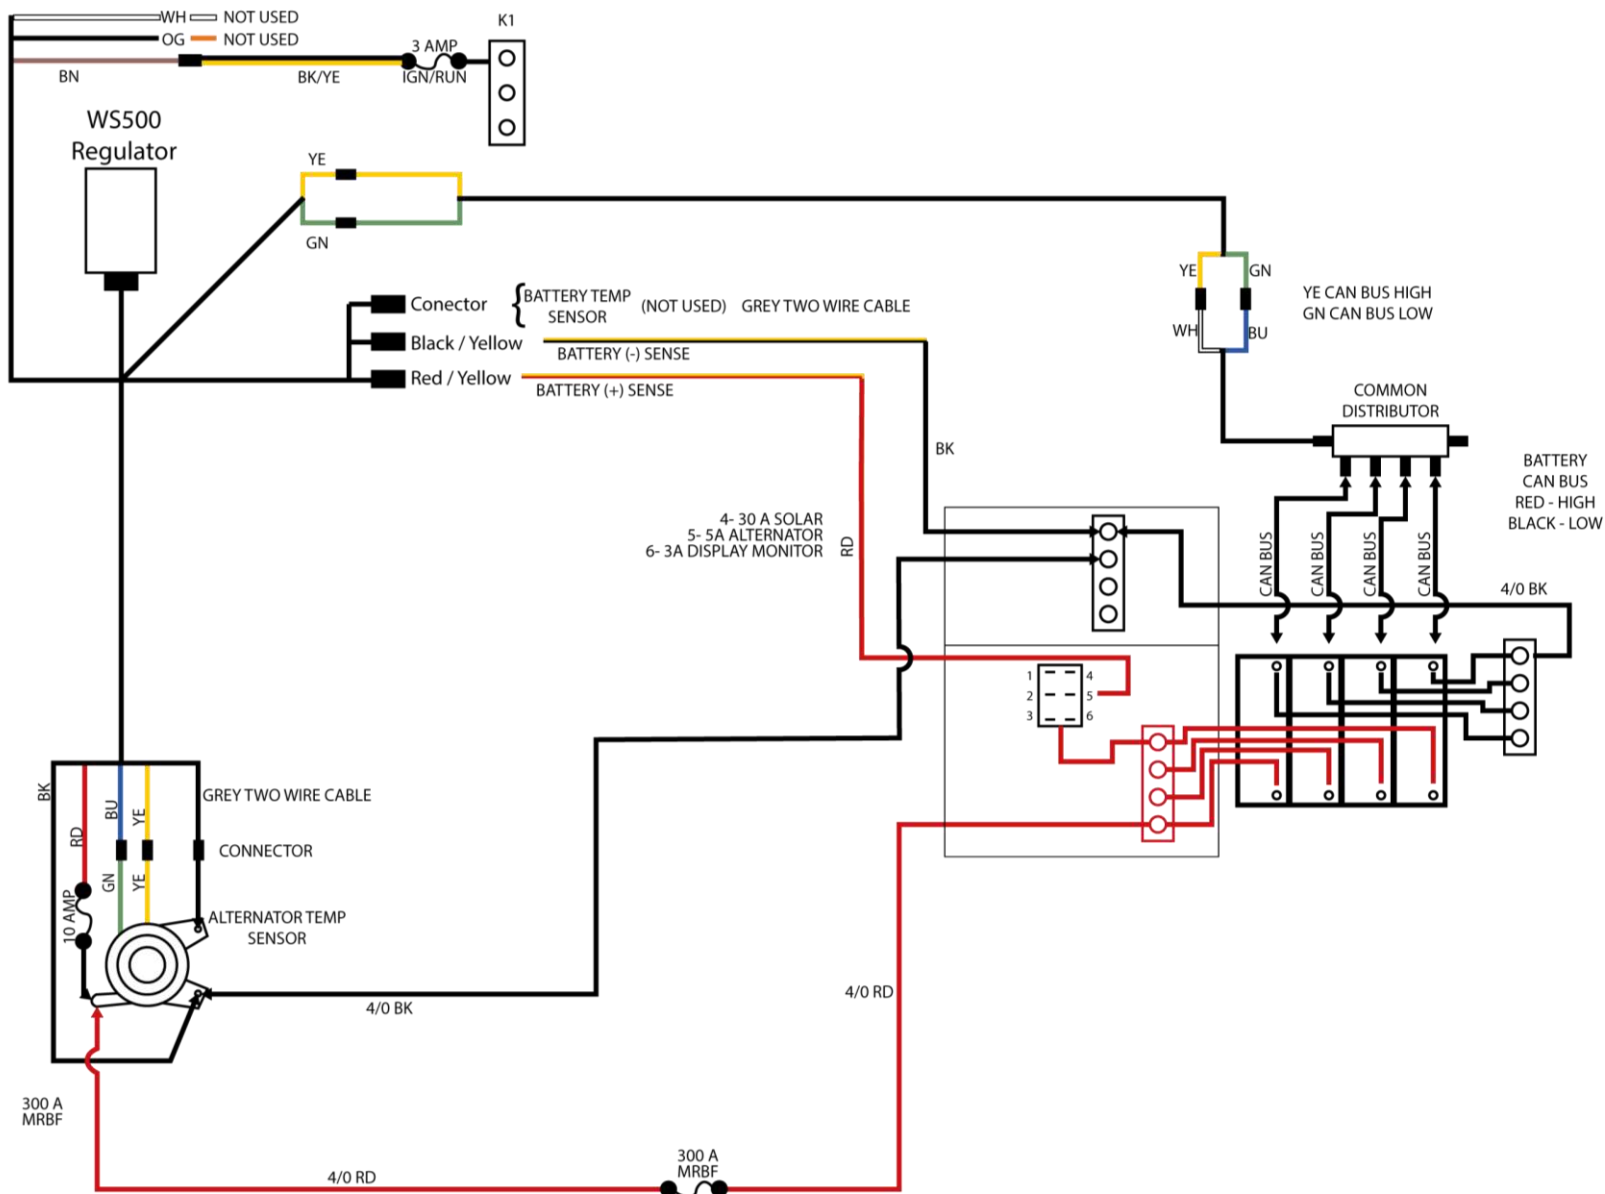 WH NOT USED
OG NOT USED
BN
BK/YE
3 AMP
IGN/RUN
K1
WS500
Regulator
YE
GN
YE
GN
WH
BU
YE CAN BUS HIGH
GN CAN BUS LOW
Conector
BATTERY TEMP
SENSOR
(NOT USED) GREY TWO WIRE CABLE
Black / Yellow
BATTERY (-) SENSE
Red / Yellow
BATTERY (+) SENSE
COMMON
DISTRIBUTOR
BATTERY
CAN BUS
RED - HIGH
BLACK - LOW
BK
RD
4- 30 A SOLAR
5- 5A ALTERNATOR
6- 3A DISPLAY MONITOR
CAN BUS
CAN BUS
CAN BUS
CAN BUS
4/0 BK
1
2
3
4
5
6
BK
RD
BU
YE
GREY TWO WIRE CABLE
CONNECTOR
GN
YE
10 AMP
ALTERNATOR TEMP
SENSOR
4/0 BK
4/0 RD
300 A
MRBF
4/0 RD
300 A
MRBF